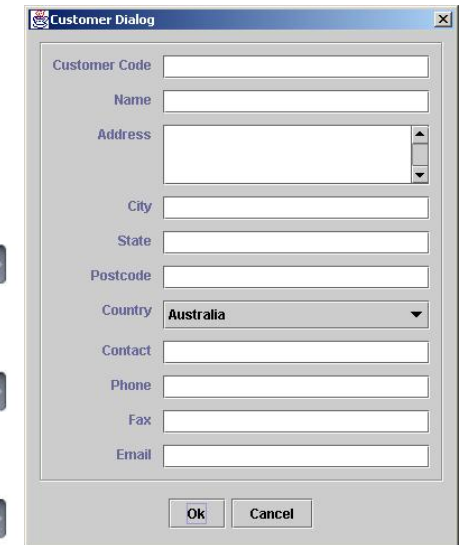 Customer Dialog
Customer Code
Name
Address
City
State
Postcode
Country Australia
Contact
Phone
Fax
Email
Ok Cancel